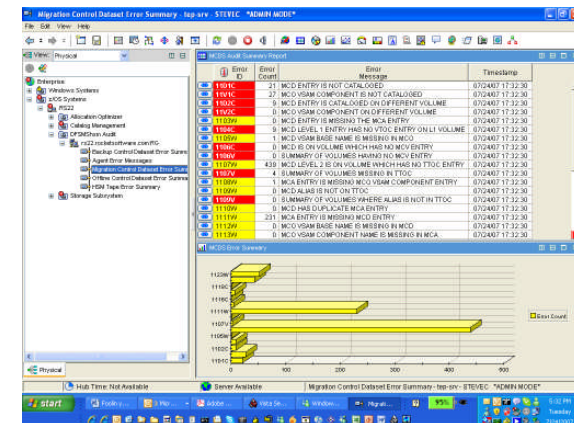 Migration Control Dataset Error Summary - tep-srv - STEVEC *ADMIN MODE*
File Edit View Help
View: Physical
Enterprise
Windows Systems
z/OS Systems
RS22
Allocation Optimizer
Catalog Management
DFSMShsm Audit
rs22.rocketsoftware.com:RG
Backup Control Dataset Error Summ
Agent Error Messages
Migration Control Dataset Error Sum
Offline Control Dataset Error Summa
HSM Tape Error Summary
Storage Subsystem
Physical
MCDS Audit Summary Report
Error ID Error Count Error Message Timestamp
1101C 21 MCD ENTRY IS NOT CATALOGED 07/24/07 17:32:30
11V1C 27 MCD VSAM COMPONENT IS NOT CATALOGED 07/24/07 17:32:30
1102C 9 MCD ENTRY IS CATALOGED ON DIFFERENT VOLUME 07/24/07 17:32:30
11V2C 0 MCD VSAM COMPONENT ON DIFFERENT VOLUME 07/24/07 17:32:30
1103W 0 MCD ENTRY IS MISSING THE MCA ENTRY 07/24/07 17:32:30
1104C 9 MCD LEVEL 1 ENTRY HAS NO VTOC ENTRY ON L1 VOLUME 07/24/07 17:32:30
1105W 1 MCD VSAM BASE NAME IS MISSING IN MCD 07/24/07 17:32:30
1106C 0 MCD IS ON VOLUME WHICH HAS NO MCV ENTRY 07/24/07 17:32:30
1106V 0 SUMMARY OF VOLUMES HAVING NO MCV ENTRY 07/24/07 17:32:30
1107W 439 MCD LEVEL 2 IS ON VOLUME WHICH HAS NO TTOC ENTRY 07/24/07 17:32:30
1107V 4 SUMMARY OF VOLUMES MISSING IN TTOC 07/24/07 17:32:30
1108W 1 MCA ENTRY IS MISSING MCO VSAM COMPONENT ENTRY 07/24/07 17:32:30
1109W 0 MCD ALIAS IS NOT ON TTOC 07/24/07 17:32:30
1109V 0 SUMMARY OF VOLUMES WHERE ALIAS IS NOT IN TTOC 07/24/07 17:32:30
1110W 0 MCD HAS DUPLICATE MCA ENTRY 07/24/07 17:32:30
1111W 231 MCA ENTRY IS MISSING MCD ENTRY 07/24/07 17:32:30
1112W 0 MCO VSAM BASE NAME IS MISSING IN MCD 07/24/07 17:32:30
1113W 0 MCO VSAM COMPONENT NAME IS MISSING IN MCA 07/24/07 17:32:30
MCDS Error Summary
1123W
1119C
1116C
1111W
1107V
1105W
1102C
1101C
0 100 200 300 400 500
Error Count
Hub Time: Not Available
Server Available
Migration Control Dataset Error Summary - tep-srv - STEVEC *ADMIN MODE*
start
Adobe
Vista Se...
Window...
Migrat...
95%
5:32 PM
Tuesday